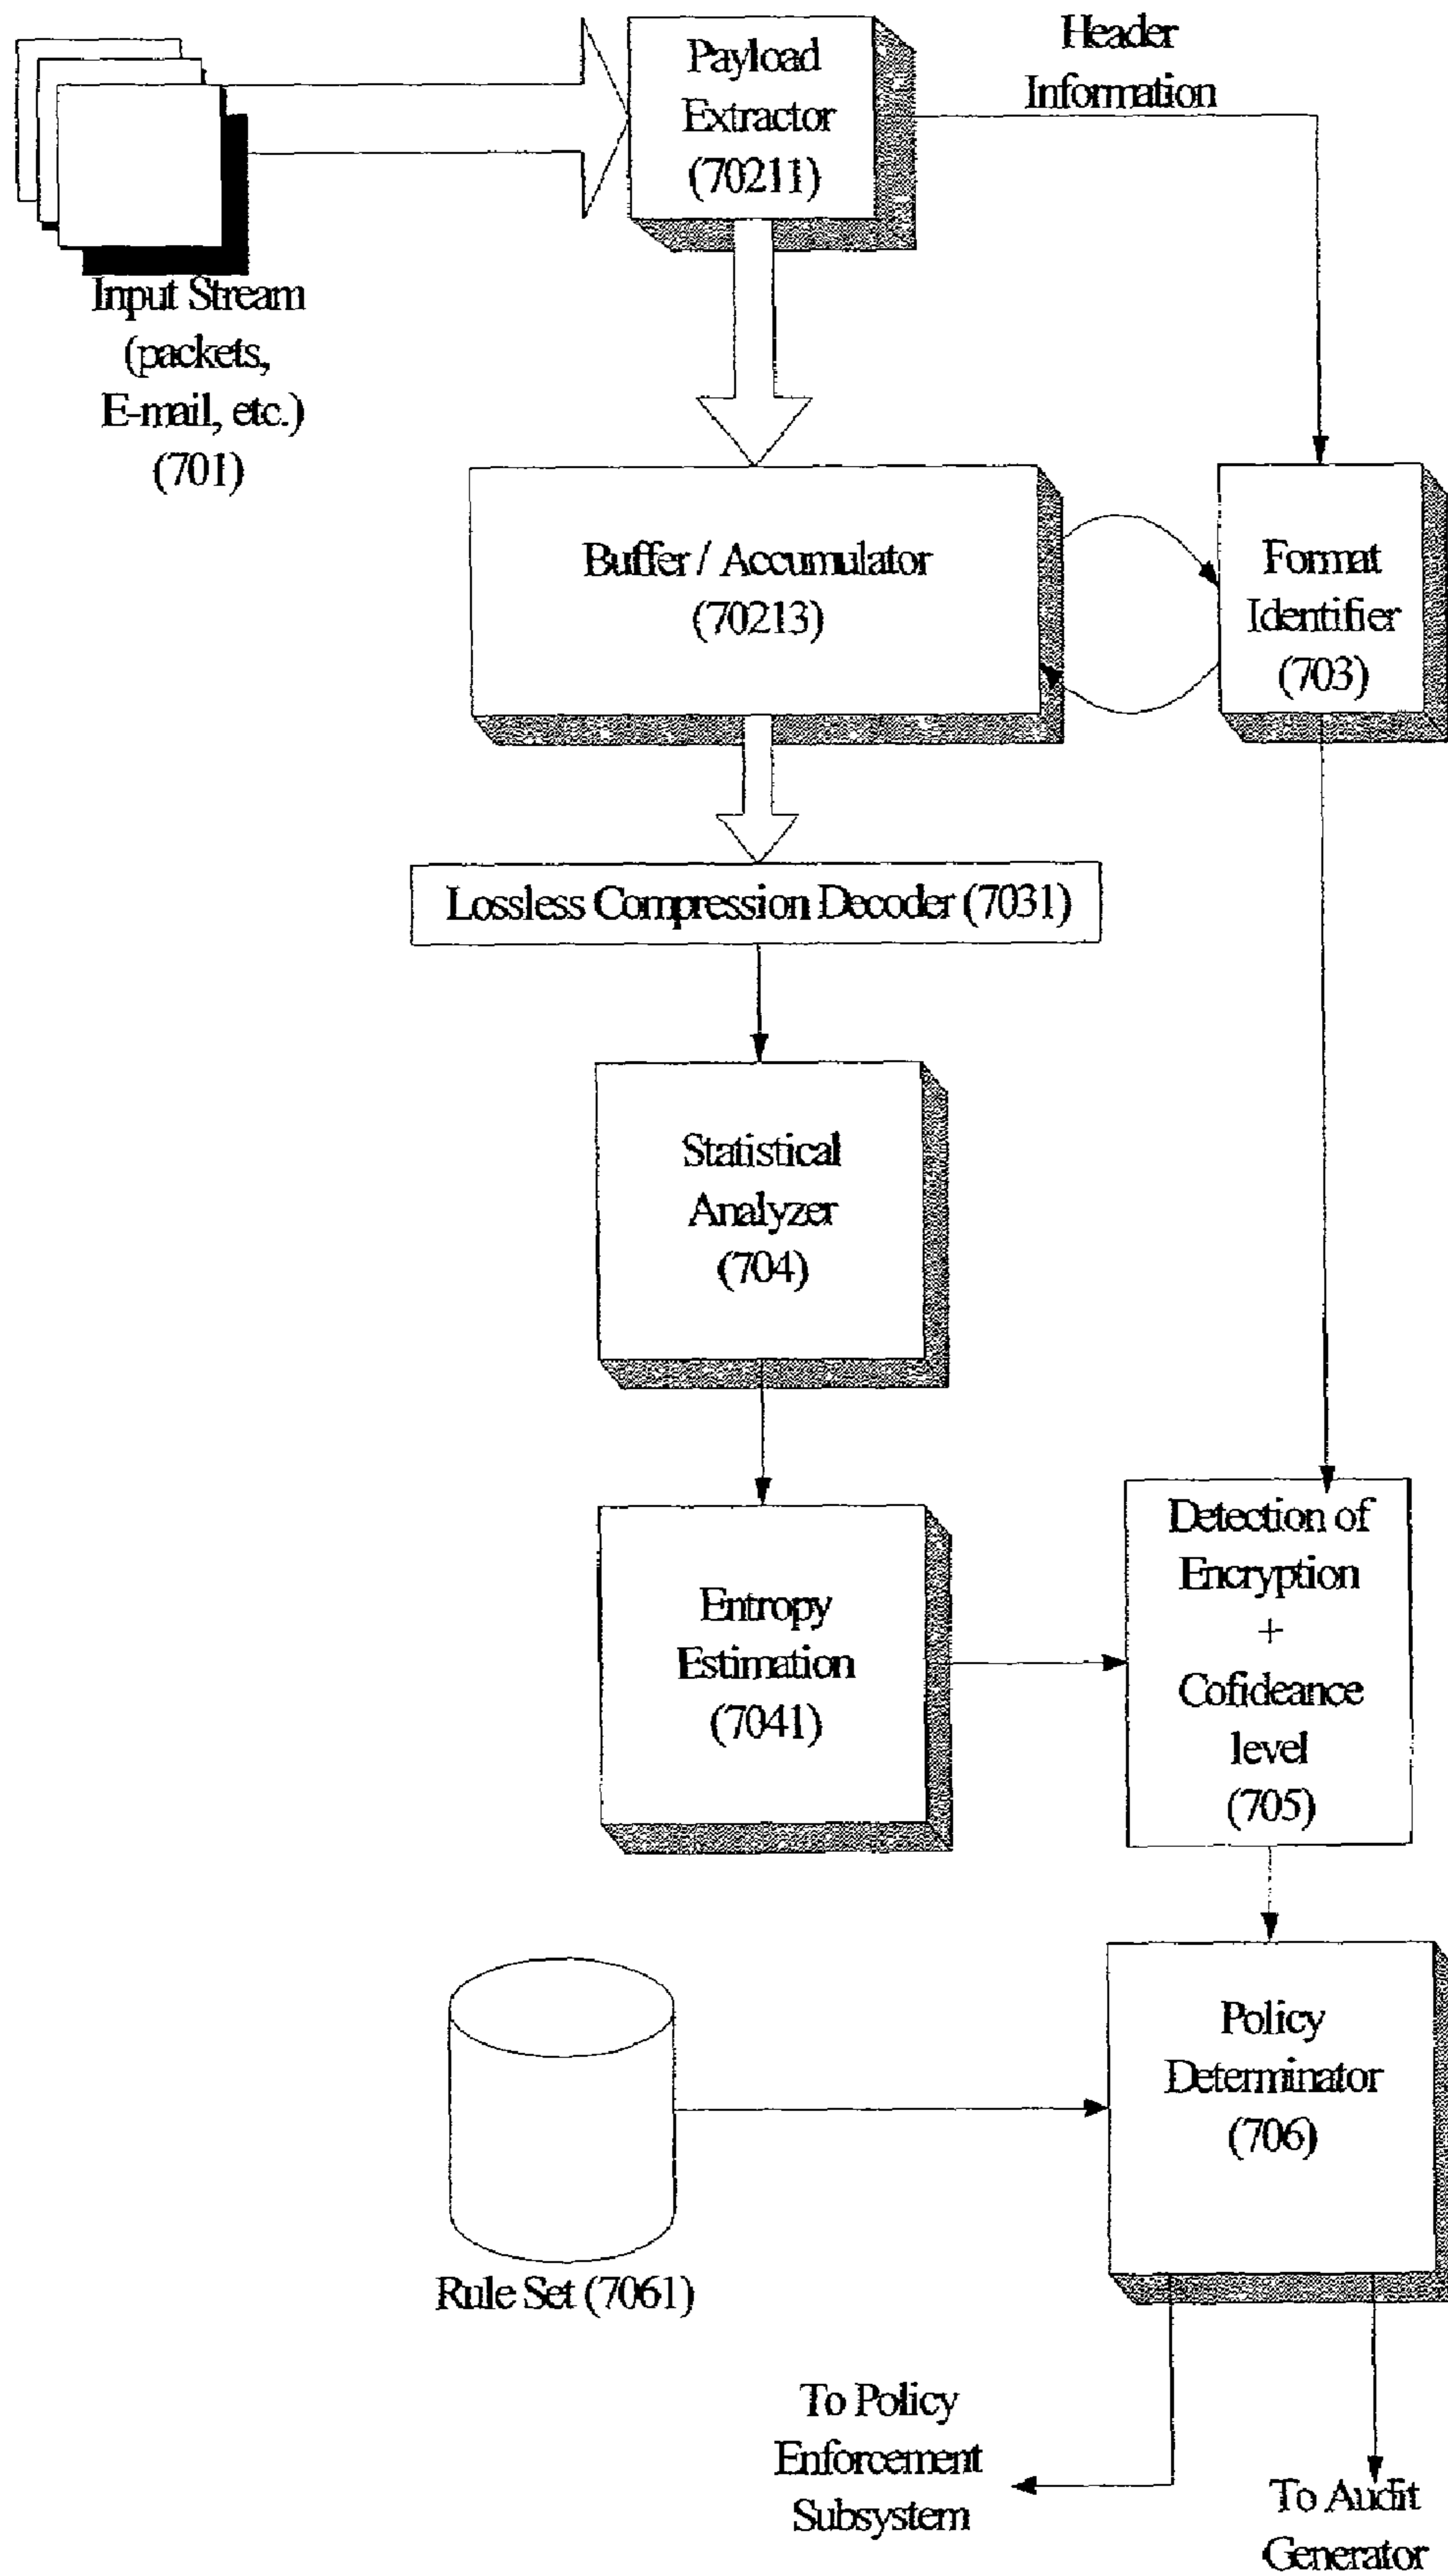 Payload
Extractor
(70211)
Header
Information
Input Stream
(packets,
E-mail, etc.)
(701)
Buffer / Accumulator
(70213)
Format
Identifier
(703)
Lossless Compression Decoder (7031)
Statistical
Analyzer
(704)
Entropy
Estimation
(7041)
Detection of
Encryption
+
Cofideance
level
(705)
Policy
Determinator
(706)
Rule Set (7061)
To Policy
Enforcement
Subsystem
To Audit
Generator